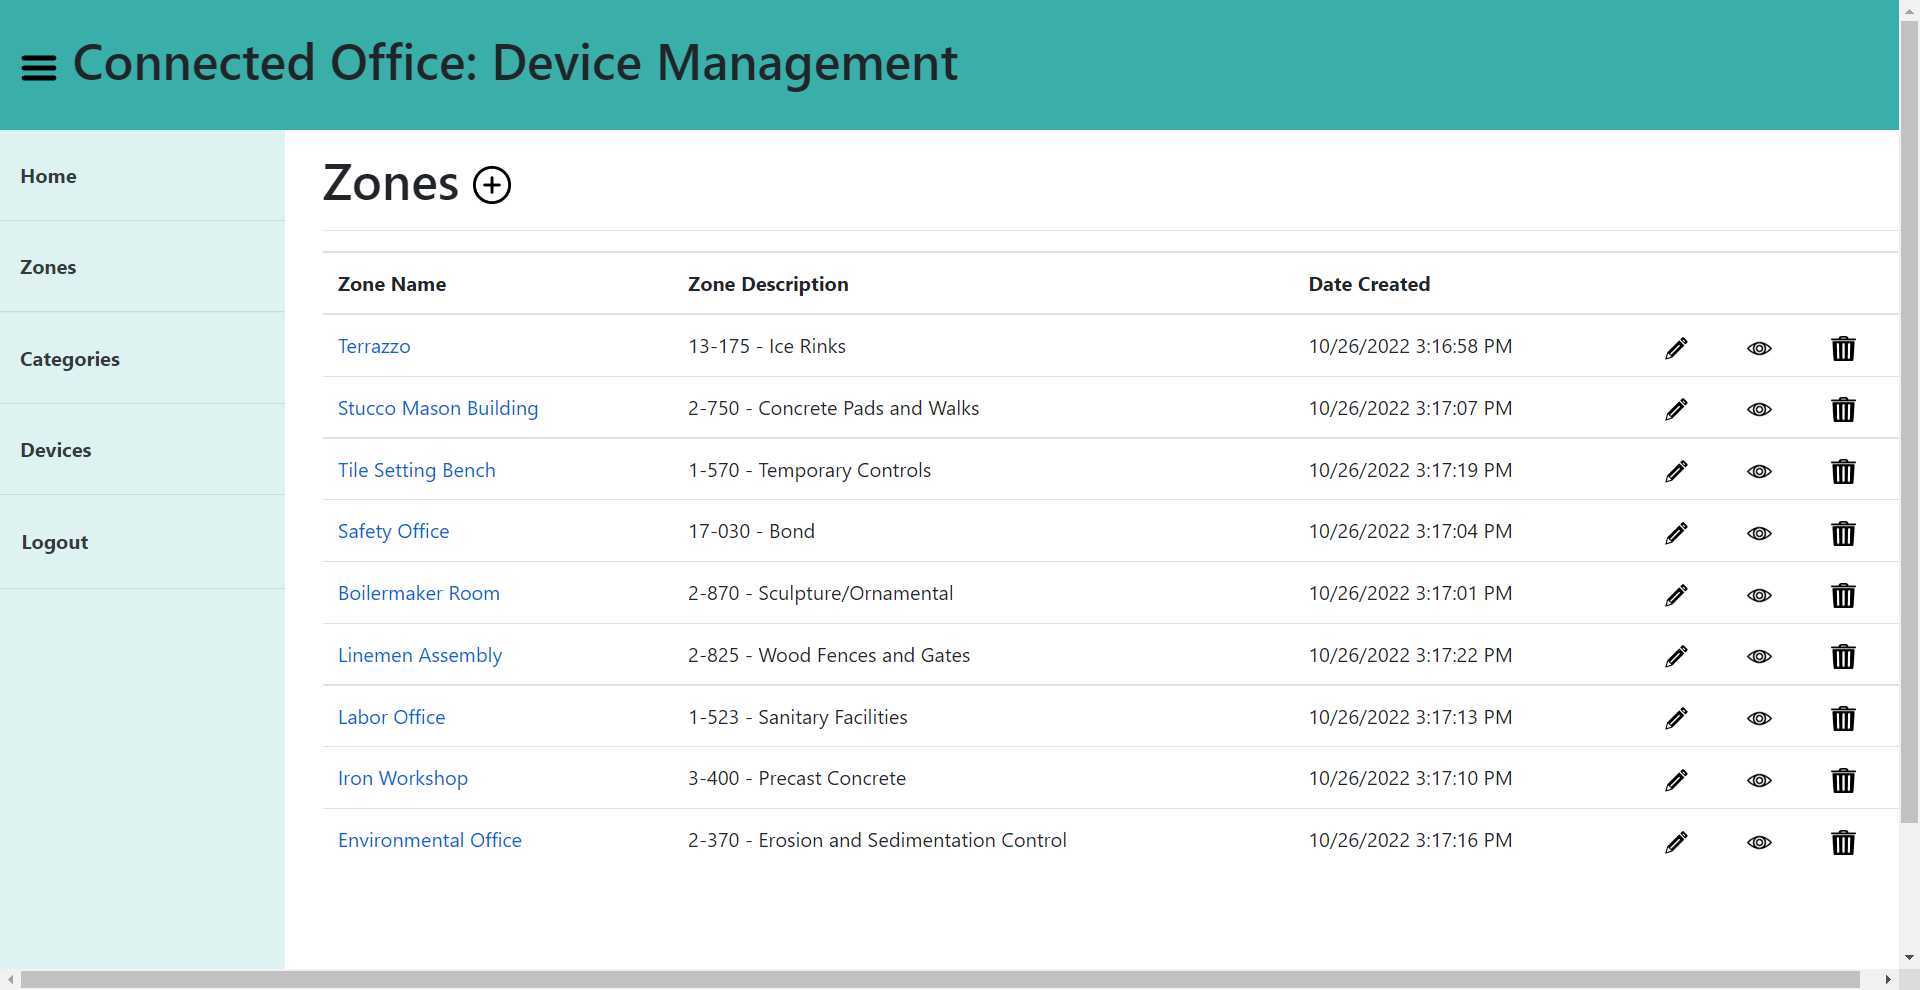 Connected Office: Device Management
Home
Zones
Categories
Devices
Logout
Zones
Zone Name Zone Description Date Created
Terrazzo 13-175 - Ice Rinks 10/26/2022 3:16:58 PM
Stucco Mason Building 2-750 - Concrete Pads and Walks 10/26/2022 3:17:07 PM
Tile Setting Bench 1-570 - Temporary Controls 10/26/2022 3:17:19 PM
Safety Office 17-030 - Bond 10/26/2022 3:17:04 PM
Boilermaker Room 2-870 - Sculpture/Ornamental 10/26/2022 3:17:01 PM
Linemen Assembly 2-825 - Wood Fences and Gates 10/26/2022 3:17:22 PM
Labor Office 1-523 - Sanitary Facilities 10/26/2022 3:17:13 PM
Iron Workshop 3-400 - Precast Concrete 10/26/2022 3:17:10 PM
Environmental Office 2-370 - Erosion and Sedimentation Control 10/26/2022 3:17:16 PM